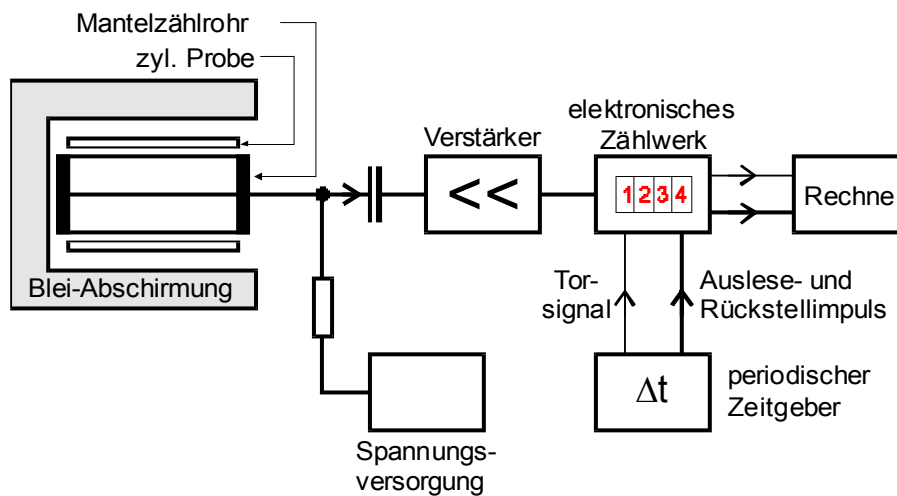 Mantelzählrohr
zyl. Probe
Blei-Abschirmung
Verstärker
<<
elektronisches
Zählwerk
1234
Rechne
Tor-
signal
Auslese- und
Rückstellimpuls
Δt
periodischer
Zeitgeber
Spannungs-
versorgung